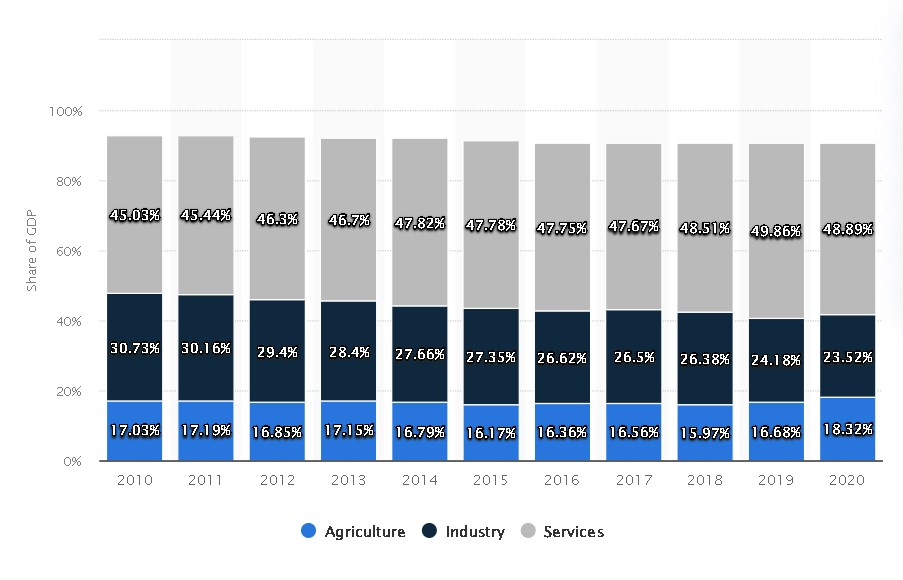 100%
80%
60%
40%
20%
0%
Share of GDP
45.03% 45.44% 46.3% 46.7% 47.82% 47.78% 47.75% 47.67% 48.51% 49.86% 48.89%
30.73% 30.16% 29.4% 28.4% 27.66% 27.35% 26.62% 26.5% 26.38% 24.18% 23.52%
17.03% 17.19% 16.85% 17.15% 16.79% 16.17% 16.36% 16.56% 15.97% 16.68% 18.32%
2010 2011 2012 2013 2014 2015 2016 2017 2018 2019 2020
Agriculture Industry Services